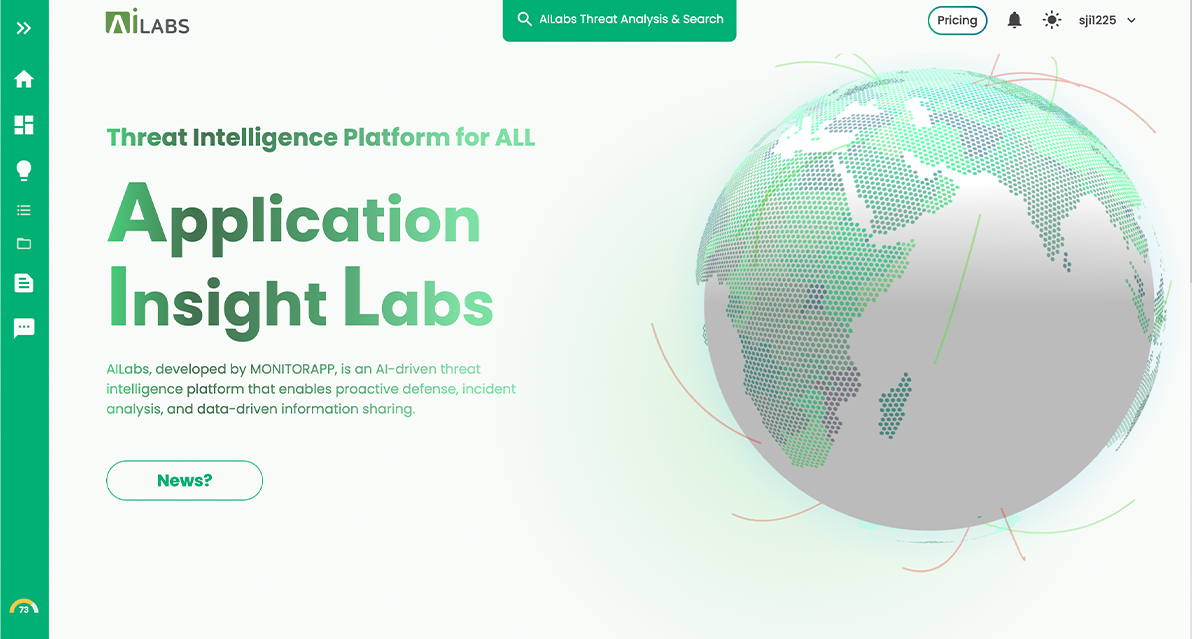 AiLABS
AiLabs Threat Analysis & Search
Pricing
sji1225
Threat Intelligence Platform for ALL
Application
Insight Labs
AILabs, developed by MONITORAPP, is an AI-driven threat
intelligence platform that enables proactive defense, incident
analysis, and data-driven information sharing.
News?
73